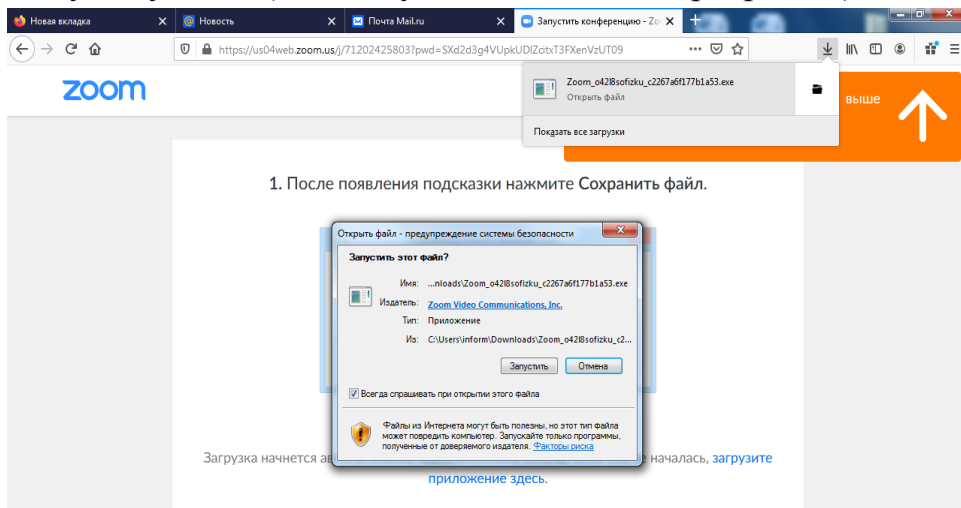 Новая вкладка
Новость
Почта Mail.ru
Запустить конференцию - Zo
https://us04web.zoom.us/j/71202425803?pwd=SXd2d3g4VUpkUDlZcitxT3FXenVzUT09
zoom
Zoom_o42l8sofizku_c2267a6f177b1a53.exe
Открыть файл
Показать все загрузки
выше
1. После появления подсказки нажмите Сохранить файл.
Открыть файл - предупреждение системы безопасности
Запустить этот файл?
Имя: ...nloads\Zoom_o42l8sofizku_c2267a6f177b1a53.exe
Издатель: Zoom Video Communications, Inc.
Тип: Приложение
Из: C:\Users\inform\Downloads\Zoom_o42l8sofizku_c2...
Запустить Отмена
Всегда спрашивать при открытии этого файла
Файлы из Интернета могут быть полезны, но этот тип файла
может повредить компьютер. Запускайте только программы,
полученные от доверяемого издателя. Факторы риска
Загрузка начнется ав началась, загрузите
приложение здесь.